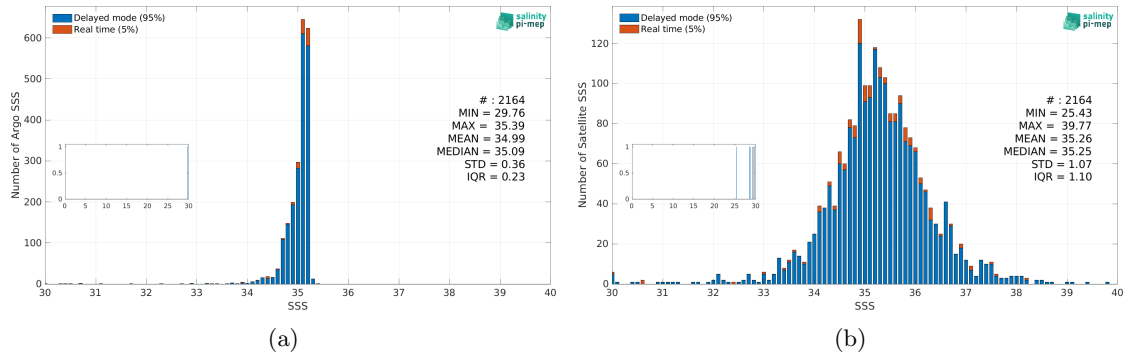 Delayed mode (95%)
Real time (5%)
salinity
pi-mep
Number of Argo SSS
600
500
400
300
200
100
0
# : 2164
MIN = 29.76
MAX = 35.39
MEAN = 34.99
MEDIAN = 35.09
STD = 0.36
IQR = 0.23
1
0.5
0
0 5 10 15 20 25 30
30 31 32 33 34 35 36 37 38 39 40
SSS
(a)
Delayed mode (95%)
Real time (5%)
salinity
pi-mep
Number of Satellite SSS
120
100
80
60
40
20
0
# : 2164
MIN = 25.43
MAX = 39.77
MEAN = 35.26
MEDIAN = 35.25
STD = 1.07
IQR = 1.10
1
0.5
0
0 5 10 15 20 25 30
30 31 32 33 34 35 36 37 38 39 40
SSS
(b)